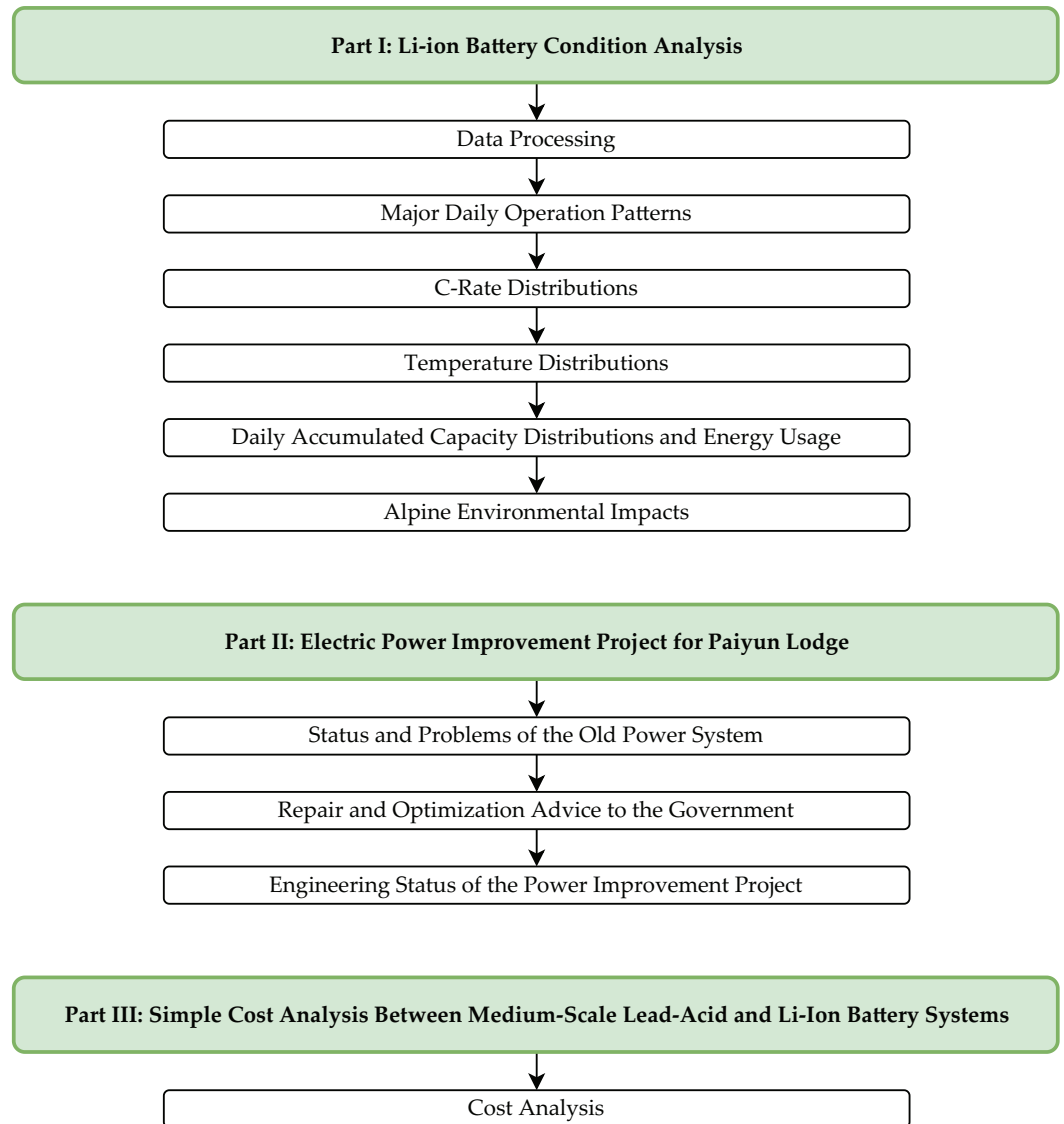 Part I: Li-ion Battery Condition Analysis
Data Processing
Major Daily Operation Patterns
C-Rate Distributions
Temperature Distributions
Daily Accumulated Capacity Distributions and Energy Usage
Alpine Environmental Impacts
Part II: Electric Power Improvement Project for Paiyun Lodge
Status and Problems of the Old Power System
Repair and Optimization Advice to the Government
Engineering Status of the Power Improvement Project
Part III: Simple Cost Analysis Between Medium-Scale Lead-Acid and Li-Ion Battery Systems
Cost Analysis